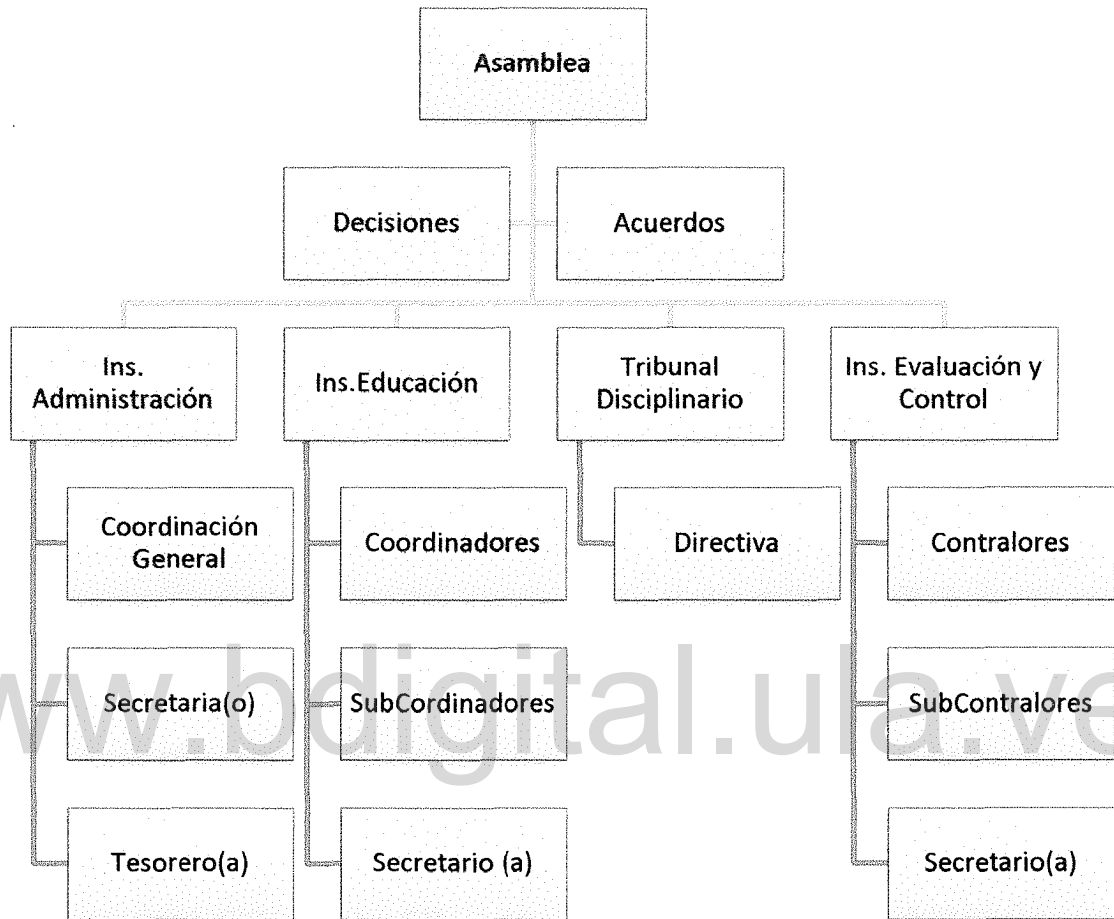 Asamblea
Decisiones
Acuerdos
Ins.
Administración
Ins.Educación
Tribunal
Disciplinario
Ins. Evaluación y
Control
Coordinación
General
Coordinadores
Directiva
Contralores
Secretaria(o)
SubCordinadores
SubContralores
www.bdigital.ula.ve
Tesorero(a)
Secretario (a)
Secretario(a)